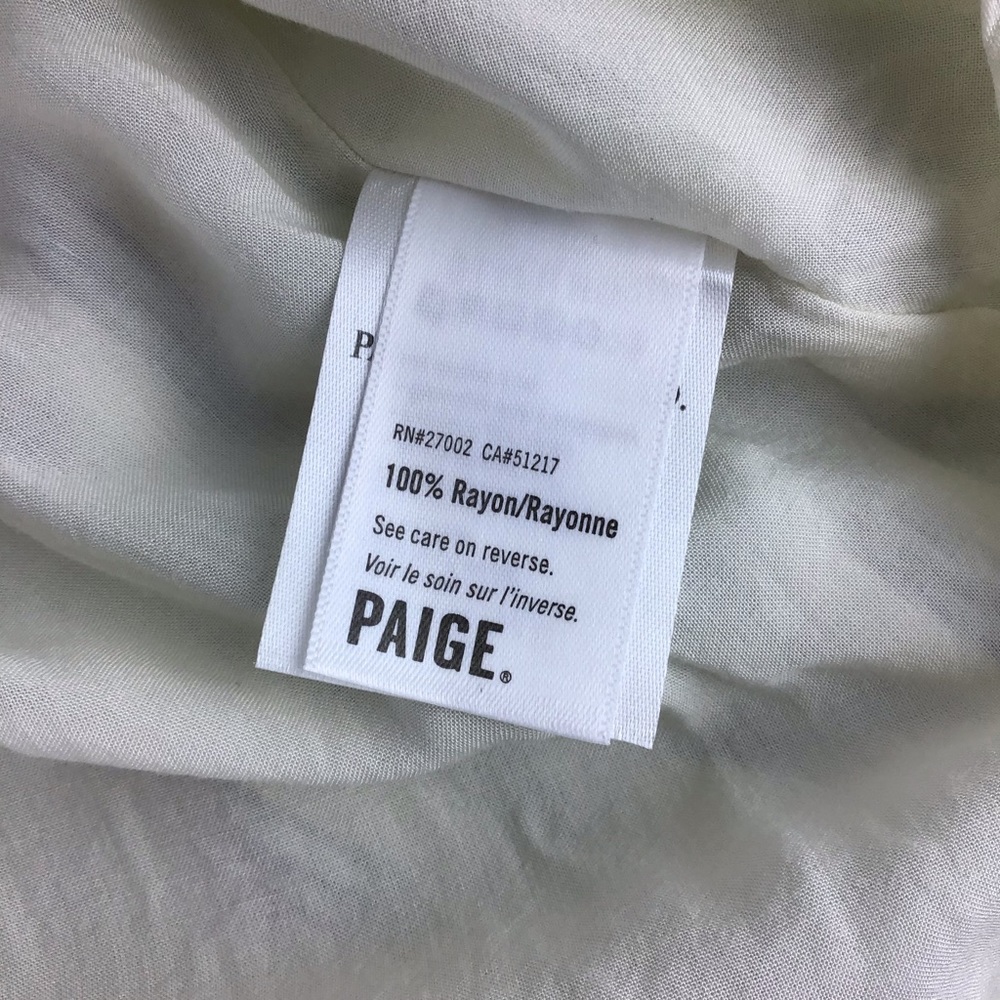 P.
RN#27002 CA#51217
100% Rayon/Rayonne
See care on reverse.
Voir le soin sur l'inverse.
PAIGE®